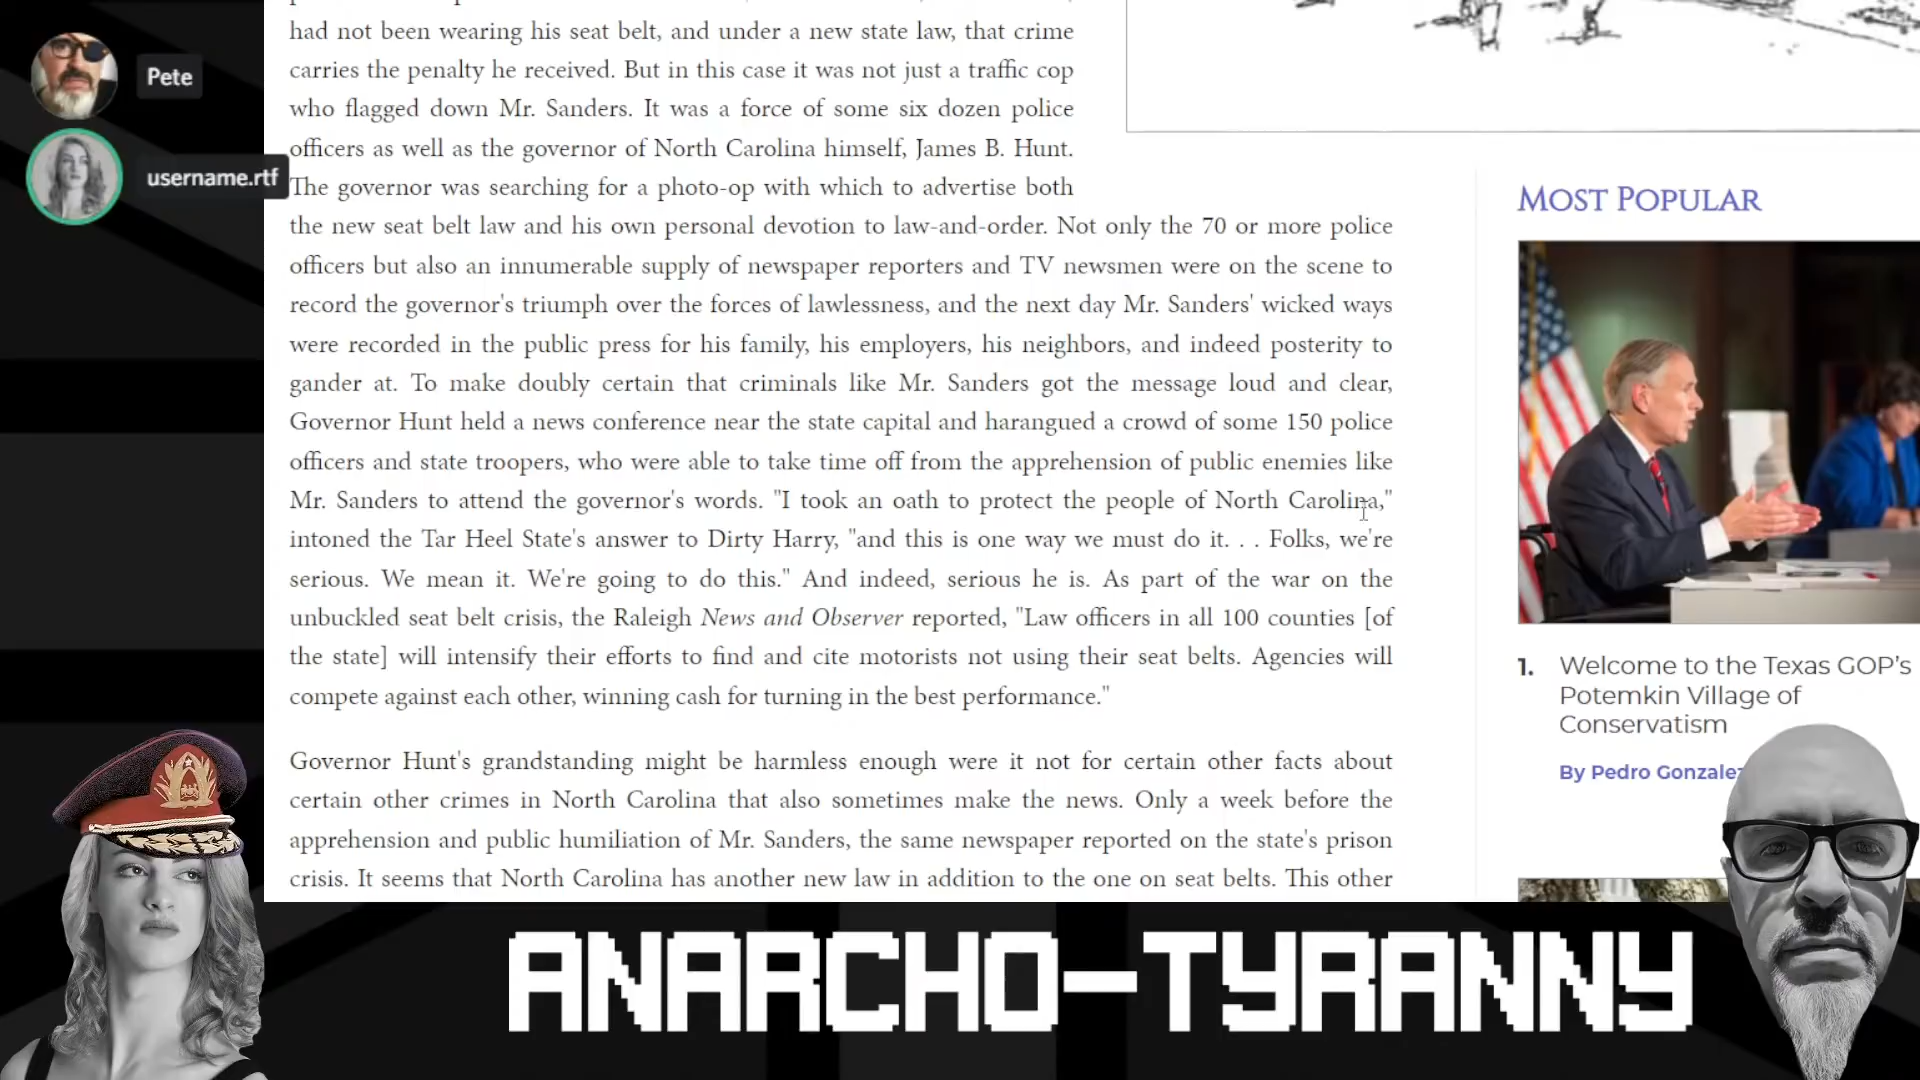 Pete
username.rtf
had not been wearing his seat belt, and under a new state law, that crime
carries the penalty he received. But in this case it was not just a traffic cop
who flagged down Mr. Sanders. It was a force of some six dozen police
officers as well as the governor of North Carolina himself, James B. Hunt.
The governor was searching for a photo-op with which to advertise both
the new seat belt law and his own personal devotion to law-and-order. Not only the 70 or more police
officers but also an innumerable supply of newspaper reporters and TV newsmen were on the scene to
record the governor's triumph over the forces of lawlessness, and the next day Mr. Sanders' wicked ways
were recorded in the public press for his family, his employers, his neighbors, and indeed posterity to
gander at. To make doubly certain that criminals like Mr. Sanders got the message loud and clear,
Governor Hunt held a news conference near the state capital and harangued a crowd of some 150 police
officers and state troopers, who were able to take time off from the apprehension of public enemies like
Mr. Sanders to attend the governor's words. "I took an oath to protect the people of North Carolina,"
intoned the Tar Heel State's answer to Dirty Harry, "and this is one way we must do it. . . Folks, we're
serious. We mean it. We're going to do this." And indeed, serious he is. As part of the war on the
unbuckled seat belt crisis, the Raleigh News and Observer reported, "Law officers in all 100 counties [of
the state] will intensify their efforts to find and cite motorists not using their seat belts. Agencies will
compete against each other, winning cash for turning in the best performance."
Governor Hunt's grandstanding might be harmless enough were it not for certain other facts about
certain other crimes in North Carolina that also sometimes make the news. Only a week before the
apprehension and public humiliation of Mr. Sanders, the same newspaper reported on the state's prison
crisis. It seems that North Carolina has another new law in addition to the one on seat belts. This other
MOST POPULAR
1. Welcome to the Texas GOP's
Potemkin Village of
Conservatism
By Pedro Gonzalez
ANARCHO-TYRANNY